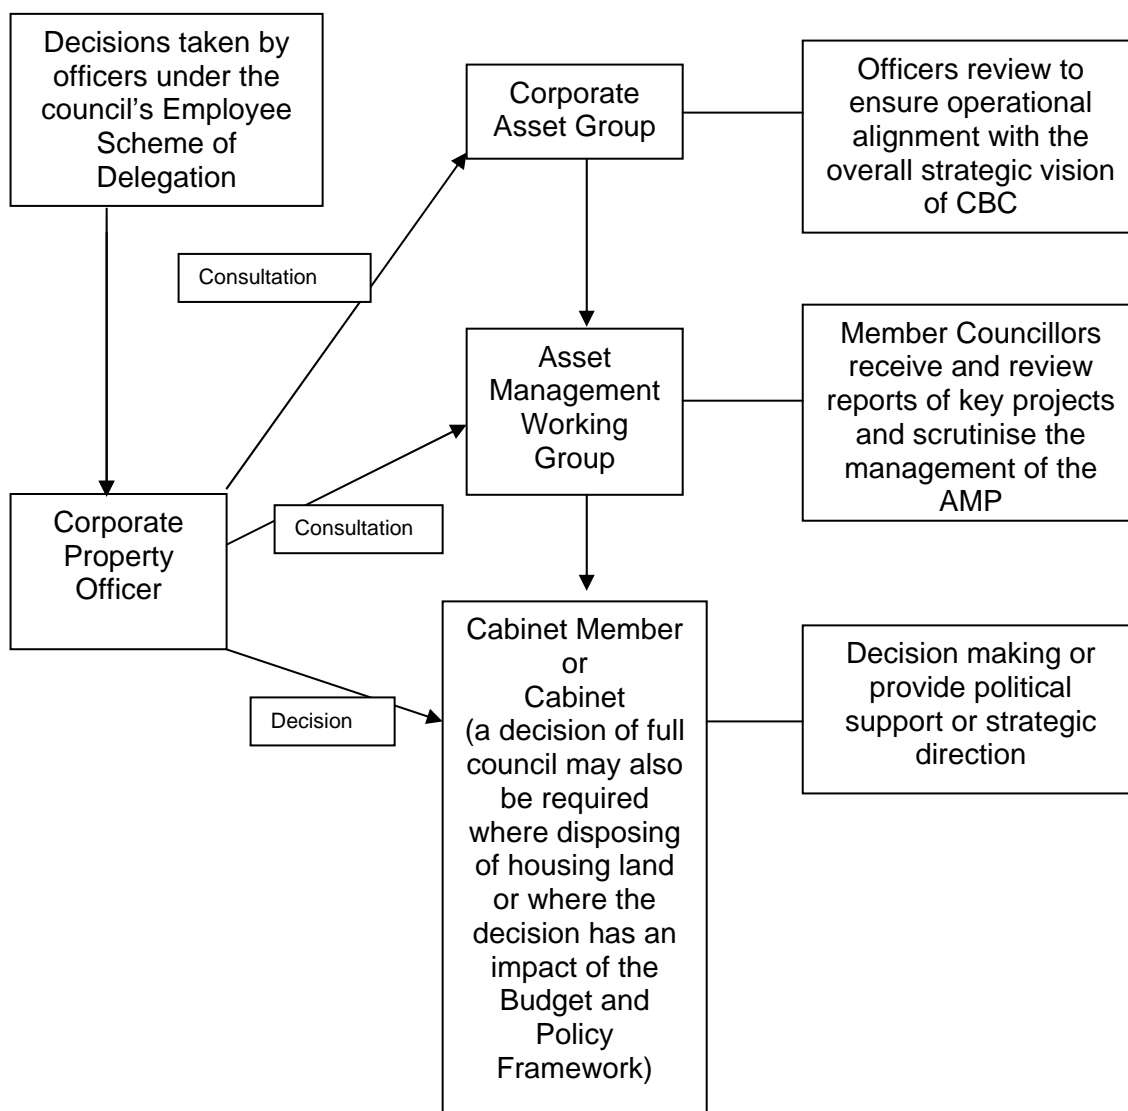 Decisions taken by
officers under the
council’s Employee
Scheme of
Delegation
Corporate
Asset Group
Officers review to
ensure operational
alignment with the
overall strategic vision
of CBC
Consultation
Asset
Management
Working
Group
Member Councillors
receive and review
reports of key projects
and scrutinise the
management of the
AMP
Corporate
Property
Officer
Consultation
Cabinet Member
or
Cabinet
(a decision of full
council may also
be required
where disposing
of housing land
or where the
decision has an
impact of the
Budget and
Policy
Framework)
Decision making or
provide political
support or strategic
direction
Decision